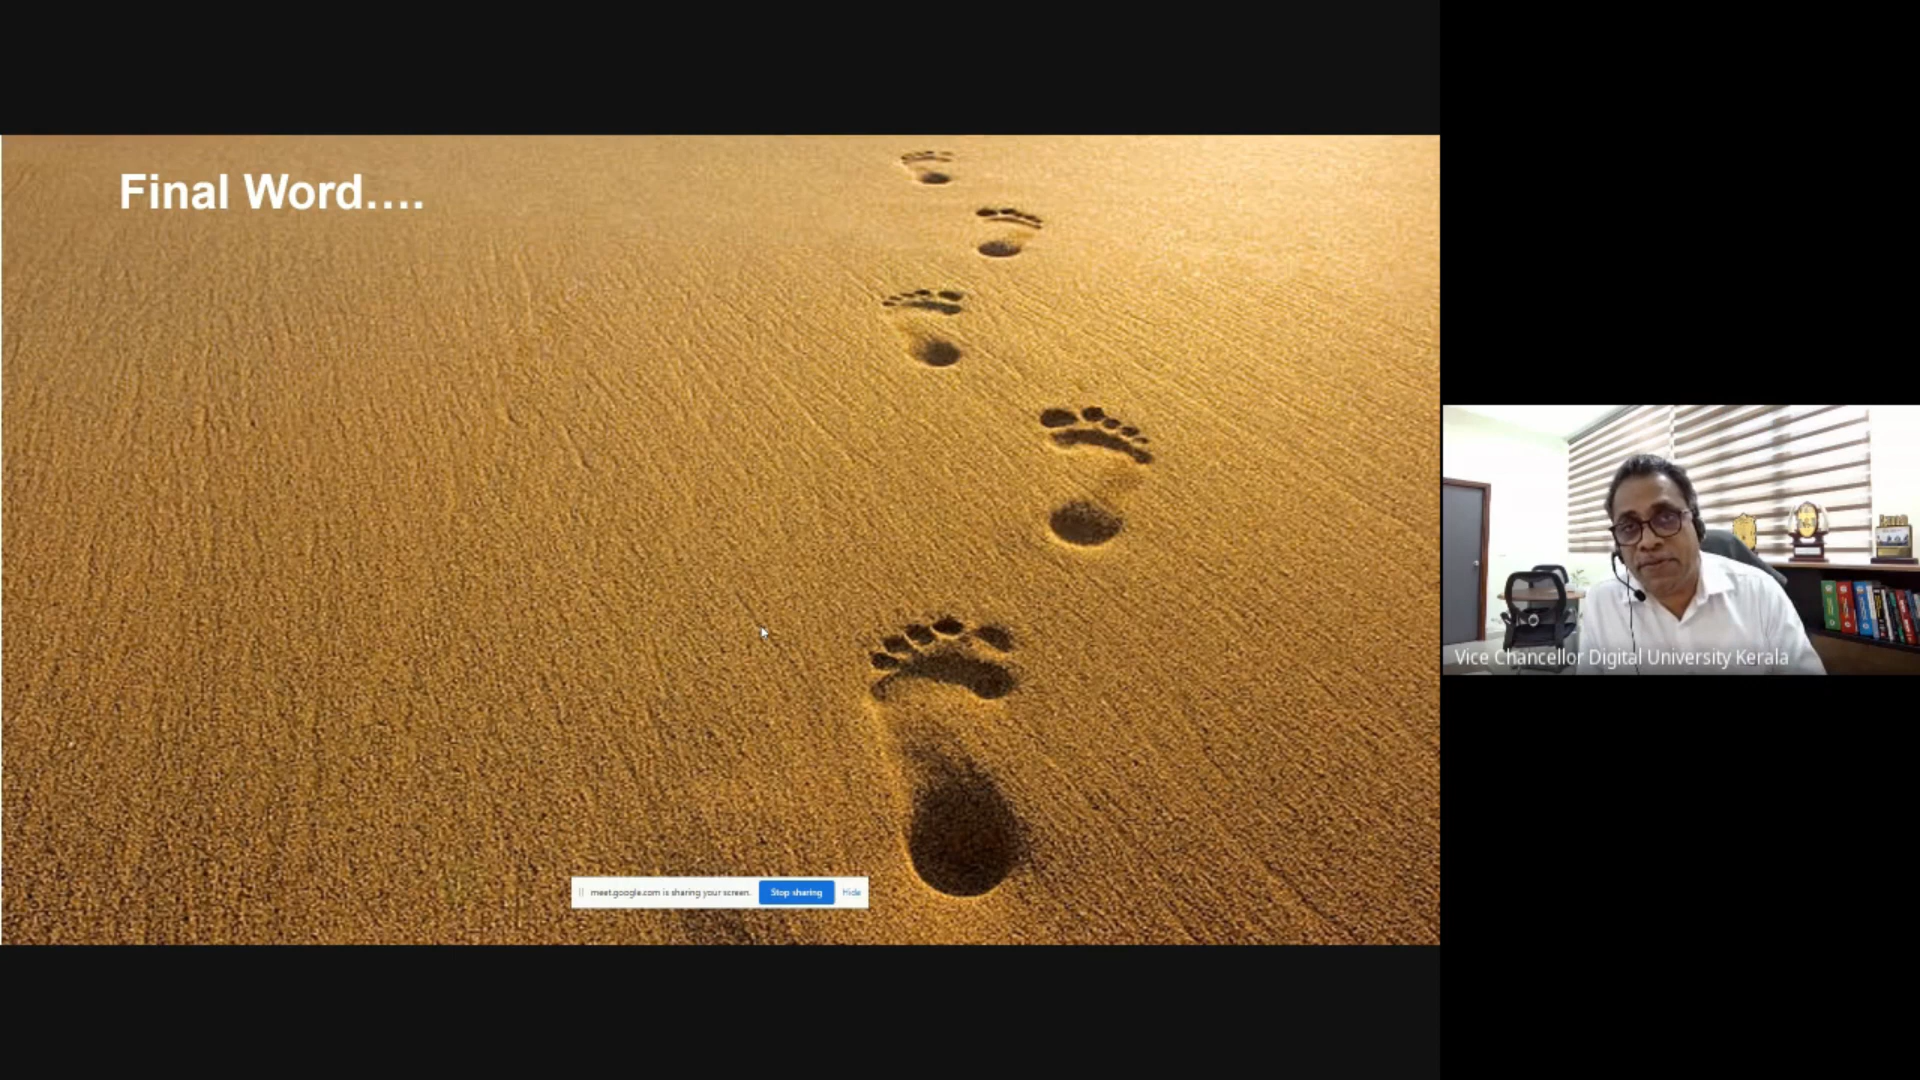 Final Word....
meet.google.com is sharing your screen.
Stop sharing
Hide
Vice Chancellor Digital University Kerala